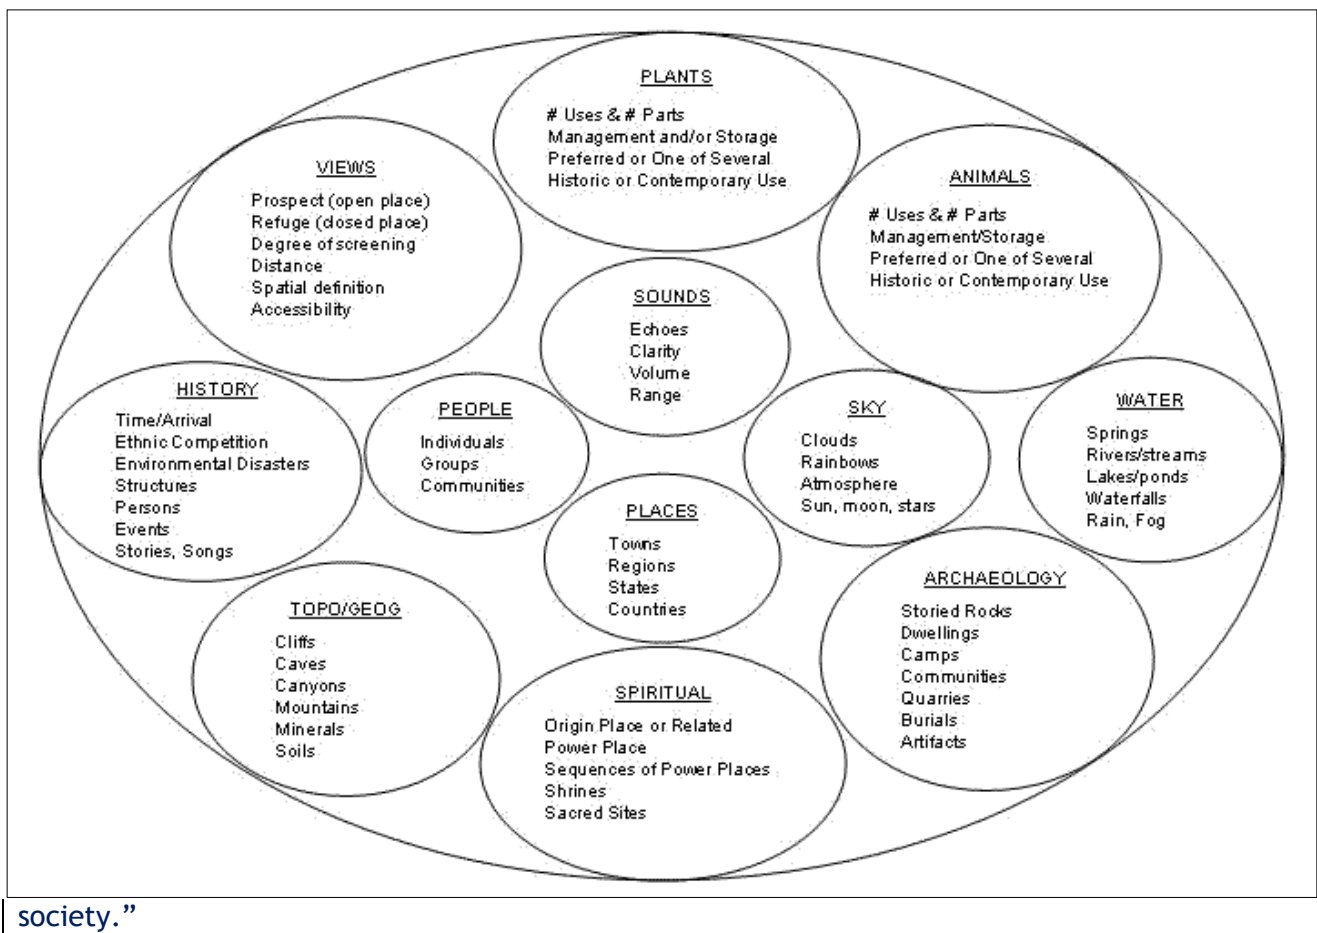 PLANTS
# Uses & # Parts
Management and/or Storage
Preferred or One of Several
Historic or Contemporary Use
VIEWS
Prospect (open place)
Refuge (closed place)
Degree of screening
Distance
Spatial definition
Accessibility
ANIMALS
# Uses & # Parts
Management/Storage
Preferred or One of Several
Historic or Contemporary Use
SOUNDS
Echoes
Clarity
Volume
Range
HISTORY
Time/Arrival
Ethnic Competition
Environmental Disasters
Structures
Persons
Events
Stories, Songs
PEOPLE
Individuals
Groups
Communities
SKY
Clouds
Rainbows
Atmosphere
Sun, moon, stars
WATER
Springs
Rivers/streams
Lakes/ponds
Waterfalls
Rain, Fog
PLACES
Towns
Regions
States
Countries
TOPO/GEOG
Cliffs
Caves
Canyons
Mountains
Minerals
Soils
SPIRITUAL
Origin Place or Related
Power Place
Sequences of Power Places
Shrines
Sacred Sites
ARCHAEOLOGY
Storied Rocks
Dwellings
Camps
Communities
Quarries
Burials
Artifacts
society.”